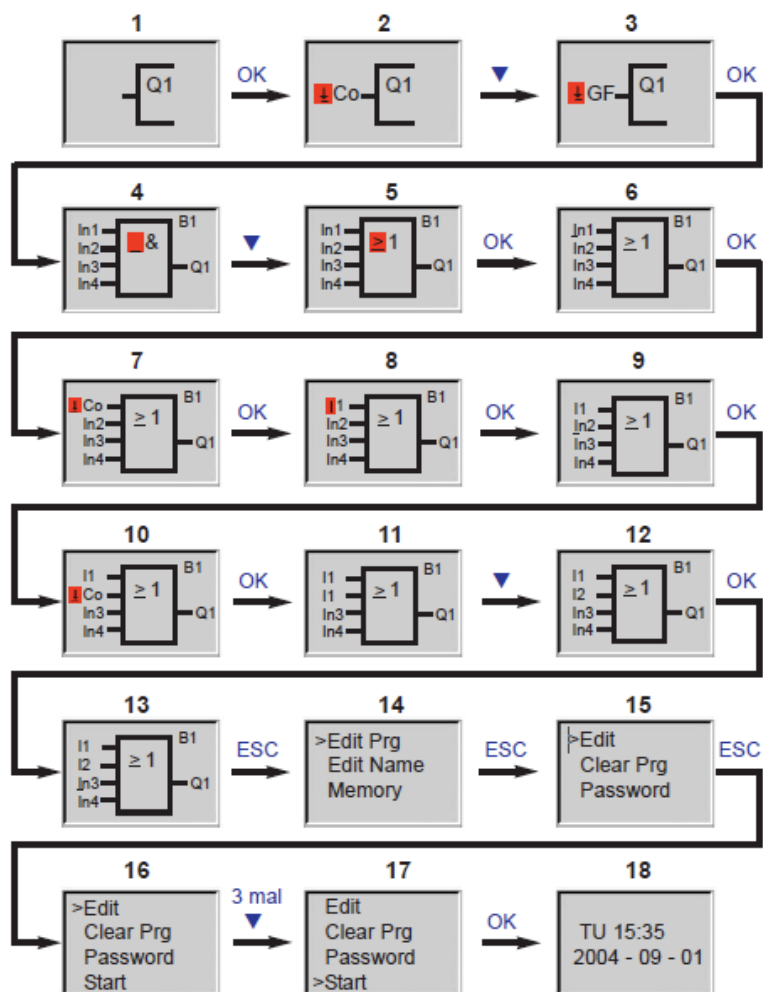 1 2 3
Q1 OK Co Q1 ▼ GF Q1 OK
4 5 6
In1 In2 In3 In4 & B1 Q1 ▼ In1 In2 In3 In4 ≥1 B1 Q1 OK In1 In2 In3 In4 ≥1 B1 Q1 OK
7 8 9
Co In2 In3 In4 ≥1 B1 Q1 OK I1 In2 In3 In4 ≥1 B1 Q1 OK I1 In2 In3 In4 ≥1 B1 Q1 OK
10 11 12
I1 Co In3 In4 ≥1 B1 Q1 OK I1 I1 In3 In4 ≥1 B1 Q1 ▼ I1 I2 In3 In4 ≥1 B1 Q1 OK
13 14 15
I1 I2 In3 In4 ≥1 B1 Q1 ESC
>Edit Prg
Edit Name
Memory
ESC
>Edit
Clear Prg
Password
ESC
16 17 18
>Edit
Clear Prg
Password
Start
3 mal
▼
Edit
Clear Prg
Password
>Start
OK
TU 15:35
2004 - 09 - 01